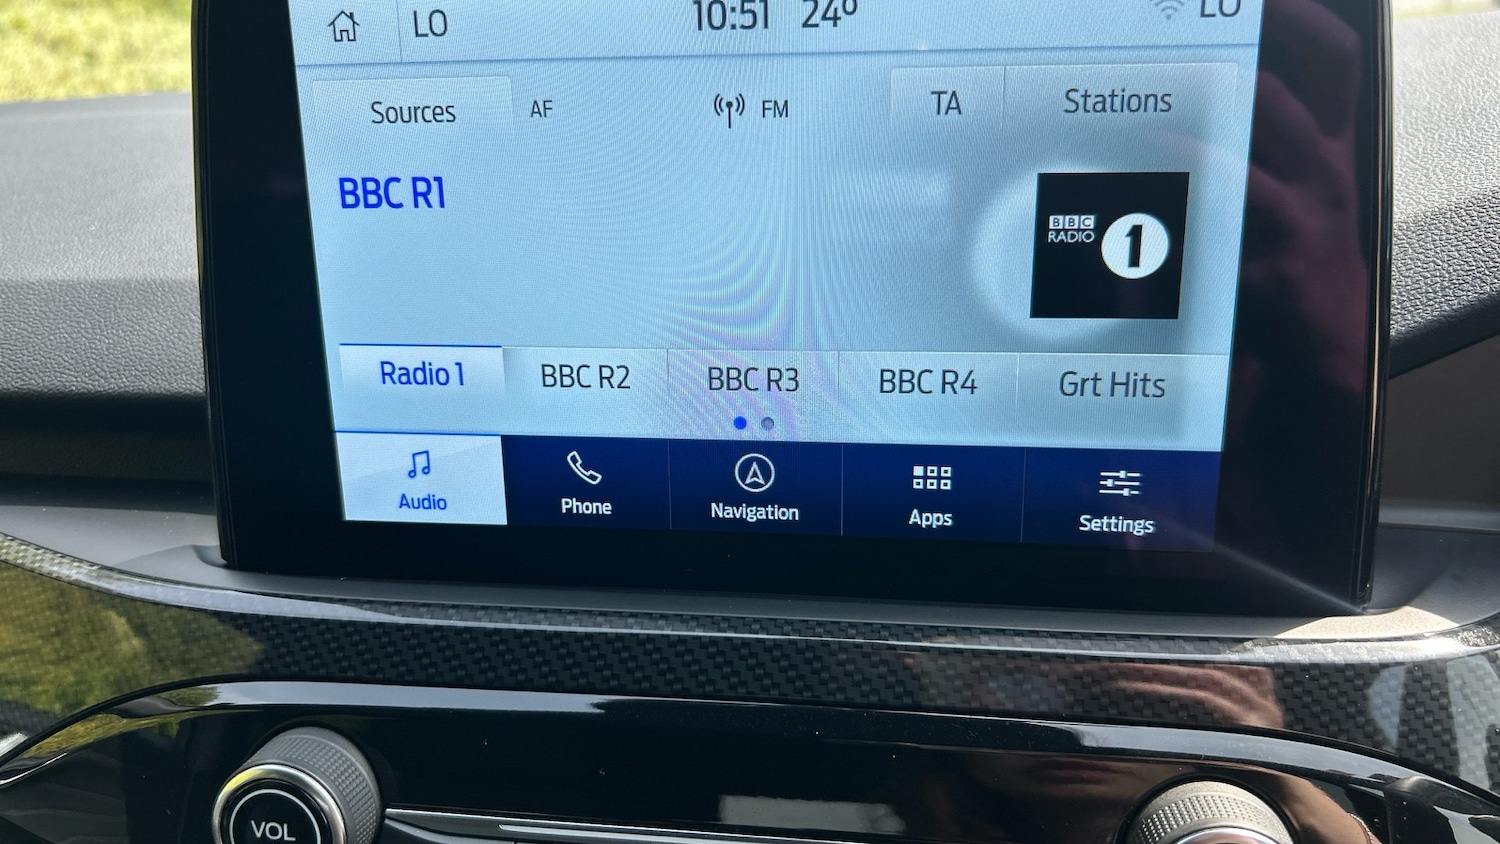 LO 10:51 24° LO
Sources AF FM TA Stations
BBC R1
BBC
RADIO 1
Radio 1 BBC R2 BBC R3 BBC R4 Grt Hits
Audio Phone Navigation Apps Settings
VOL